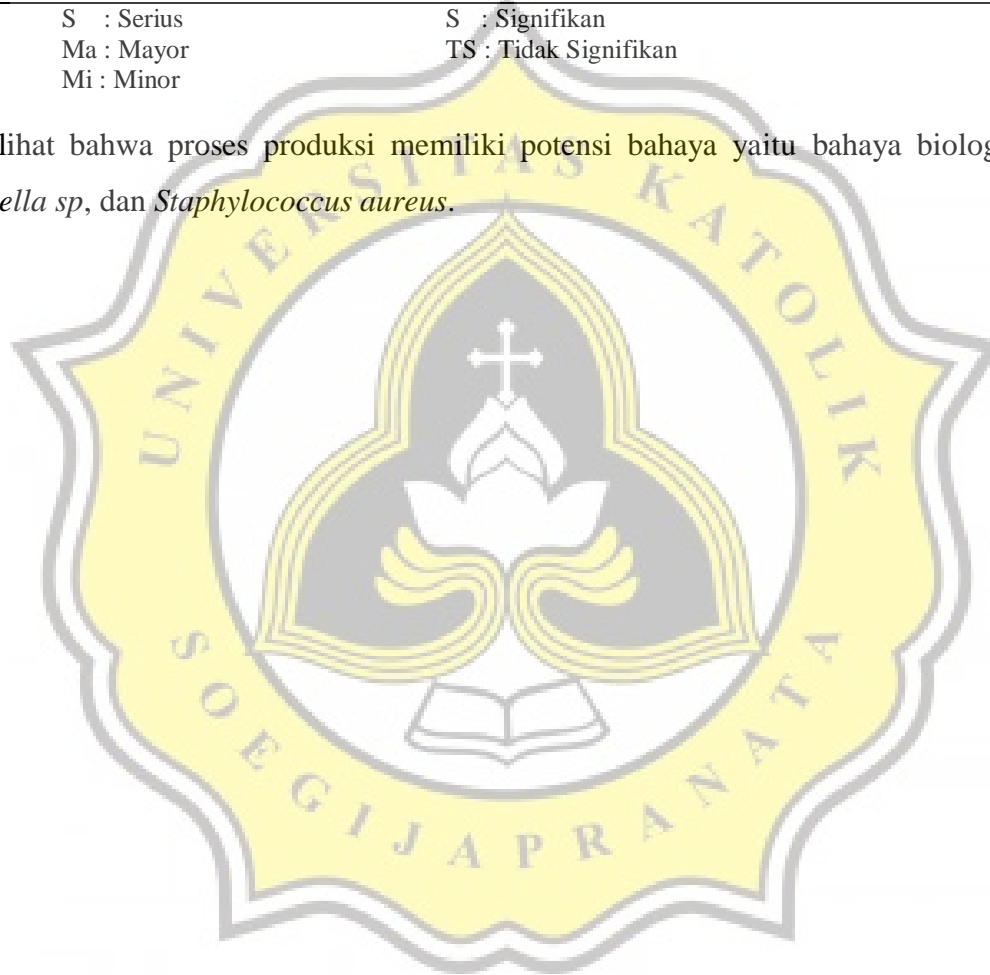 S : Serius S : Signifikan
Ma : Mayor TS : Tidak Signifikan
Mi : Minor
lihat bahwa proses produksi memiliki potensi bahaya yaitu bahaya biolog
ella sp, dan Staphylococcus aureus.
UNIVERSITAS KATOLIK
SOEGIJAPRANATA